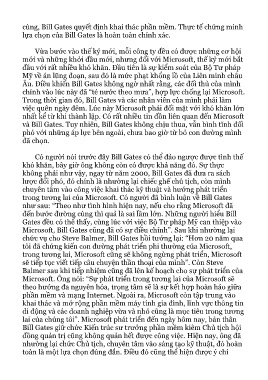 cùng, Bill Gates quyết định khai thác phần mềm. Thực tế chứng minh
lựa chọn của Bill Gates là hoàn toàn chính xác.
Vừa bước vào thế kỷ mới, mỗi công ty đều có được những cơ hội
mới và những khởi đầu mới, nhưng đối với Microsoft, thế kỷ mới bắt
đầu với rất nhiều khó khăn. Đầu tiên là sự kiểm soát của Bộ Tư pháp
Mỹ về án lũng đoạn, sau đó là mức phạt khổng lồ của Liên minh châu
Âu. Điều khiến Bill Gates không ngờ nhất rằng, các đối thủ của mình
chính vào lúc này đã "té nước theo mưa", hợp lực chống lại Microsoft.
Trong thời gian đó, Bill Gates và các nhân viên của mình phải làm
việc quên ngày đêm. Lúc này Microsoft phải đối mặt với khó khăn lớn
nhất kể từ khi thành lập. Có rất nhiều tin đồn liên quan đến Microsoft
và Bill Gates. Tuy nhiên, Bill Gates không chịu thua, vẫn bình tĩnh đối
phó với những áp lực bên ngoài, chưa bao giờ từ bỏ con đường mình
đã chọn.
Có người nói trước đây Bill Gates có thể đảo ngược được tình thế
khó khăn, bây giờ ông không còn có được khả năng đó. Sự thực
không phải như vậy, ngay từ năm 2000, Bill Gates đã đưa ra sách
lược đối phó, đó chính là nhường lại chiếc ghế chủ tịch, còn mình
chuyên tâm vào công việc khai thác kỹ thuật và hướng phát triển
trong tương lai của Microsoft. Có người đã bình luận về Bill Gates
như sau: "Theo như tình hình hiện nay, nếu cho rằng Microsoft đã
đến bước đường cùng thì quả là sai lầm lớn. Những người hiểu Bill
Gates đều có thể thấy, cùng lúc với việc Bộ Tư pháp Mỹ can thiệp vào
Microsoft, Bill Gates cũng đã có sự điều chỉnh". Sau khi nhường lại
chức vụ cho Steve Balmer, Bill Gates hồi tưởng lại: "Hơn 20 năm qua
tôi đã chứng kiến con đường phát triển phi thường của Microsoft,
trong tương lai, Microsoft cũng sẽ không ngừng phát triển, Microsoft
sẽ tiếp tục viết tiếp câu chuyện thần thoại của mình". Còn Steve
Balmer sau khi tiếp nhiệm cũng đã lên kế hoạch cho sự phát triển của
Microsoft. Ông nói: "Sự phát triển trong tương lai của Microsoft sẽ
theo hướng đa nguyên hóa, trọng tâm sẽ là sự kết hợp hoàn hảo giữa
phần mềm và mạng Internet. Ngoài ra, Microsoft còn tập trung vào
khai thác và mở rộng phần mềm máy tính gia đình, lĩnh vực thông tin
di động và các doanh nghiệp vừa và nhỏ cũng là mục tiêu trong tương
lai của chúng tôi". Microsoft phát triển đến ngày hôm nay, bản thân
Bill Gates giữ chức Kiến trúc sư trưởng phần mềm kiêm Chủ tịch hội
đồng quản trị cũng không quản hết được công việc. Hiện nay, ông đã
nhường lại chức Chủ tịch, chuyên tâm vào sáng tạo kỹ thuật, đó hoàn
toàn là một lựa chọn đúng đắn. Điều đó cũng thể hiện được ý chí